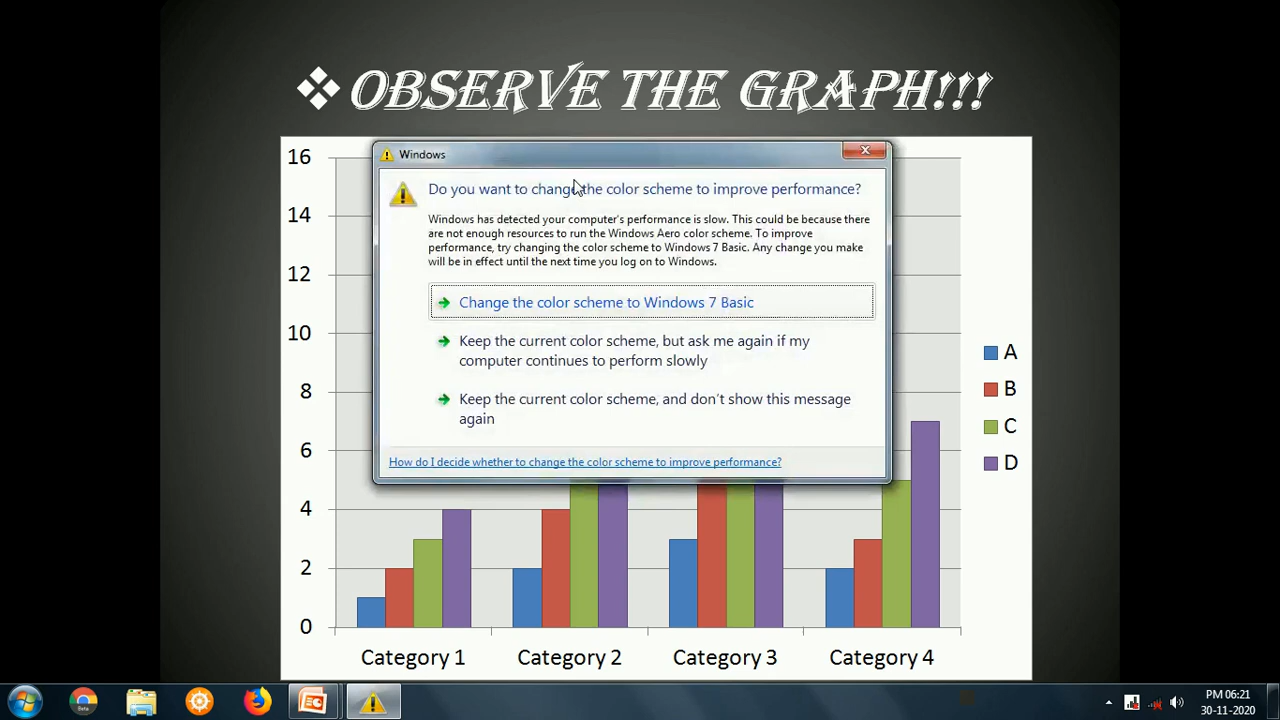 ❖OBSERVE THE GRAPH!!!
Windows
Do you want to change the color scheme to improve performance?
Windows has detected your computer's performance is slow. This could be because there
are not enough resources to run the Windows Aero color scheme. To improve
performance, try changing the color scheme to Windows 7 Basic. Any change you make
will be in effect until the next time you log on to Windows.
Change the color scheme to Windows 7 Basic
Keep the current color scheme, but ask me again if my
computer continues to perform slowly
Keep the current color scheme, and don't show this message
again
How do I decide whether to change the color scheme to improve performance?
16
14
12
10
8
6
4
2
0
Category 1
Category 2
Category 3
Category 4
A
B
C
D
PM 06:21
30-11-2020